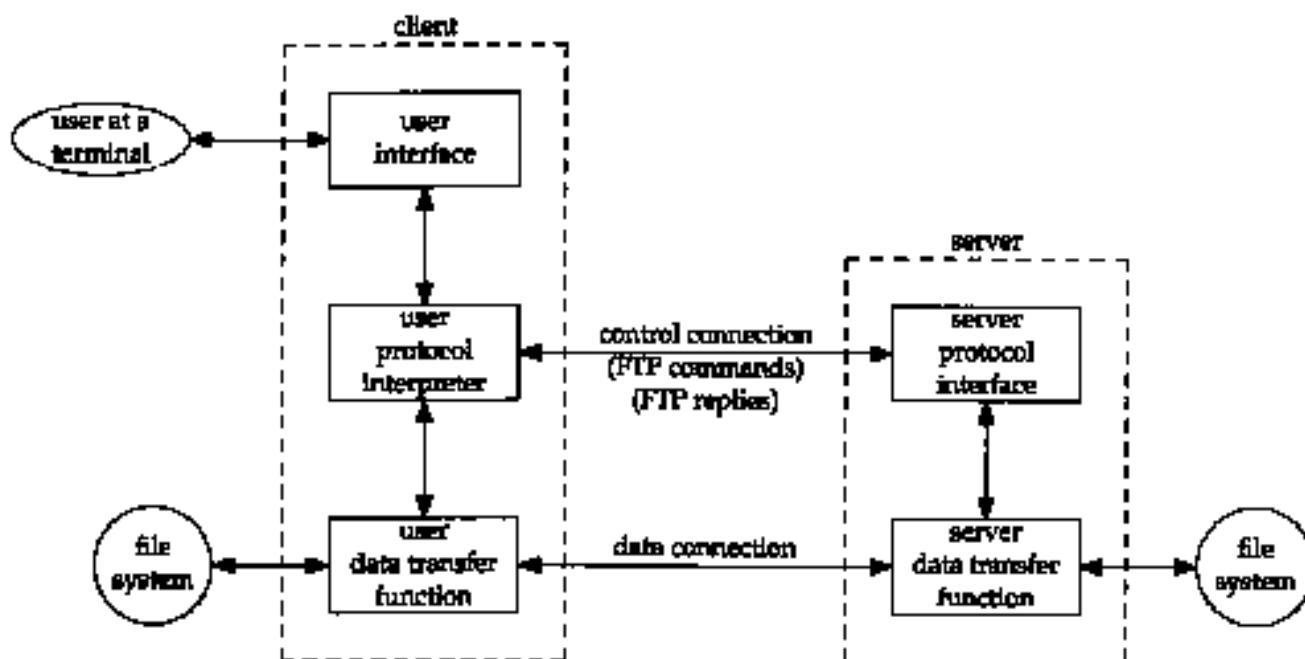 client
user at a
terminal
user
interface
server
user
protocol
interpreter
control connection
(FTP commands)
(FTP replies)
server
protocol
interface
file
system
user
data transfer
function
data connection
server
data transfer
function
file
system